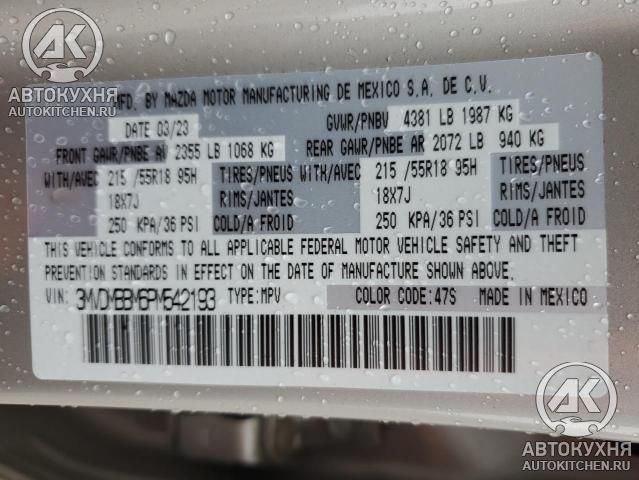 AK
АВТОКУХНЯ
AUTOKITCHEN.RU
MFD. BY MAZDA MOTOR MANUFACTURING DE MEXICO S.A. DE C.V.
DATE 03/23 GVWR/PNBV 4381 LB 1987 KG
FRONT GAWR/PNBE AV 2355 LB 1068 KG REAR GAWR/PNBE AR 2072 LB 940 KG
WITH/AVEC 215 /55R18 95H TIRES/PNEUS WITH/AVEC 215 /55R18 95H TIRES/PNEUS
18X7J RIMS/JANTES 18X7J RIMS/JANTES
250 KPA/36 PSI COLD/A FROID 250 KPA/36 PSI COLD/A FROID
THIS VEHICLE CONFORMS TO ALL APPLICABLE FEDERAL MOTOR VEHICLE SAFETY AND THEFT
PREVENTION STANDARDS IN EFFECT ON THE DATE OF MANUFACTURE SHOWN ABOVE.
VIN: 3MVDMBBM6PM542193 TYPE:MPV COLOR CODE:47S MADE IN MEXICO
AK
АВТОКУХНЯ
AUTOKITCHEN.RU